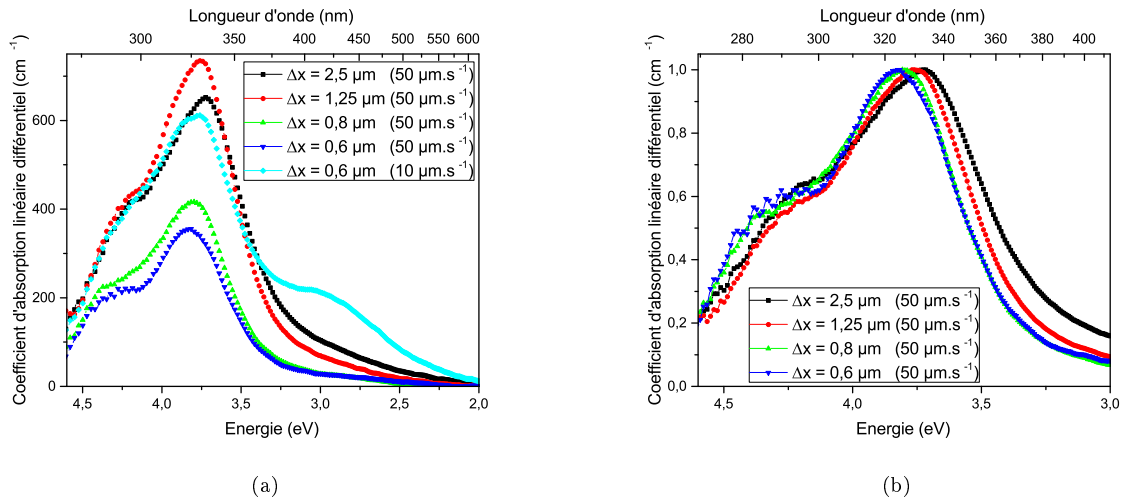 Longueur d'onde (nm)
300 350 400 450 500 550 600
Coefficient d'absorption linéaire différentiel (cm⁻¹)
600
400
200
0
Δx = 2,5 µm (50 µm.s⁻¹)
Δx = 1,25 µm (50 µm.s⁻¹)
Δx = 0,8 µm (50 µm.s⁻¹)
Δx = 0,6 µm (50 µm.s⁻¹)
Δx = 0,6 µm (10 µm.s⁻¹)
4,5 4,0 3,5 3,0 2,5 2,0
Energie (eV)
(a)
Longueur d'onde (nm)
280 300 320 340 360 380 400
Coefficient d'absorption linéaire différentiel (cm⁻¹)
1,0
0,8
0,6
0,4
0,2
0,0
Δx = 2,5 µm (50 µm.s⁻¹)
Δx = 1,25 µm (50 µm.s⁻¹)
Δx = 0,8 µm (50 µm.s⁻¹)
Δx = 0,6 µm (50 µm.s⁻¹)
4,5 4,0 3,5 3,0
Energie (eV)
(b)